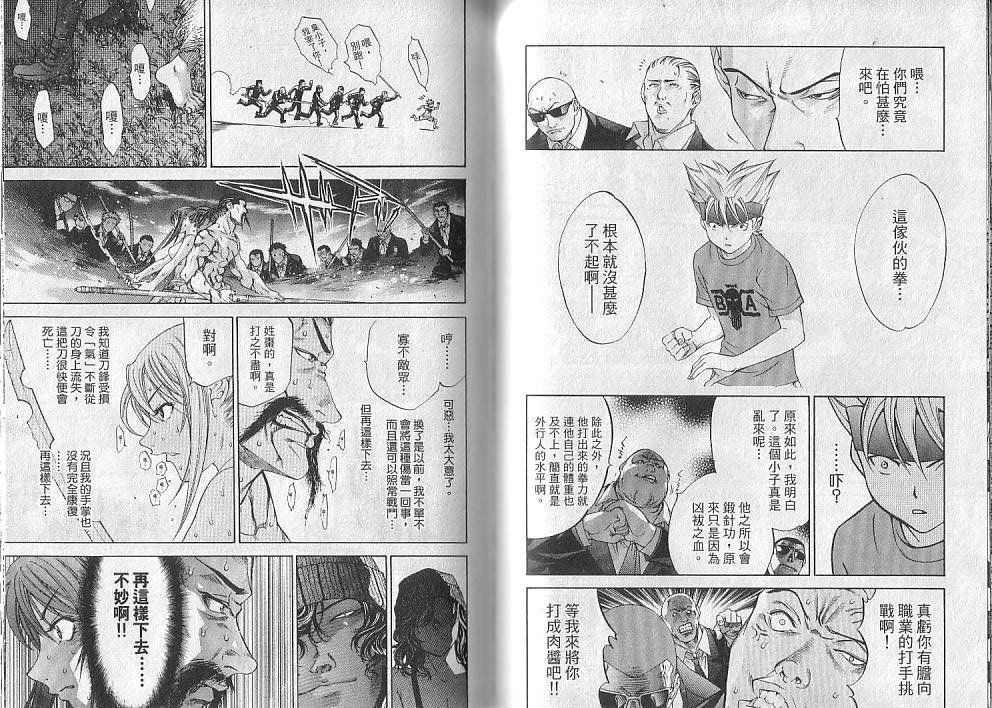 喂…
你們究竟
在怕甚麼…
來吧。
這傢伙的拳…
根本就沒甚麼
了不起啊——
B A
……吓？
原來如此，我明白
了。這個小子真是
亂來呢…
他之所以會
鍛針功，原
來只是因為
凶祓之血。
除此之外，
他打出來的拳力就
連他自己的體重也
及不上，簡直就是
外行人的水平啊。
真虧你有膽向
職業的打手挑
戰啊！
等我來將你
打成肉醬吧!!
哇…
喂，
別跑。
臭小子，
我宰了你。
嗄…
嗄…
嗄…
嗄…
哼……
寡不敵眾…
姓棗的，真是
打之不盡啊。
對啊。
可惡…我太大意了。
換了是以前，我不單不
會將這種傷當一回事，
而且還可以照常戰鬥…
但再這樣下去…
我知道刀鋒受損
令「氣」不斷從
刀的身上流失，
這把刀很快便會
死亡……
況且我的手掌也
沒有完全康復，
再這樣下去…
……
再這樣下去……
不妙啊!!